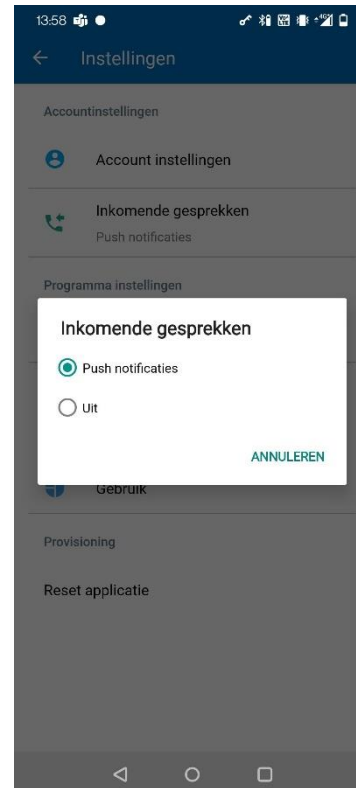 13:58
Instellingen
Accountinstellingen
Account instellingen
Inkomende gesprekken
Push notificaties
Programma instellingen
Inkomende gesprekken
Push notificaties
Uit
ANNULEREN
Gebruik
Provisioning
Reset applicatie